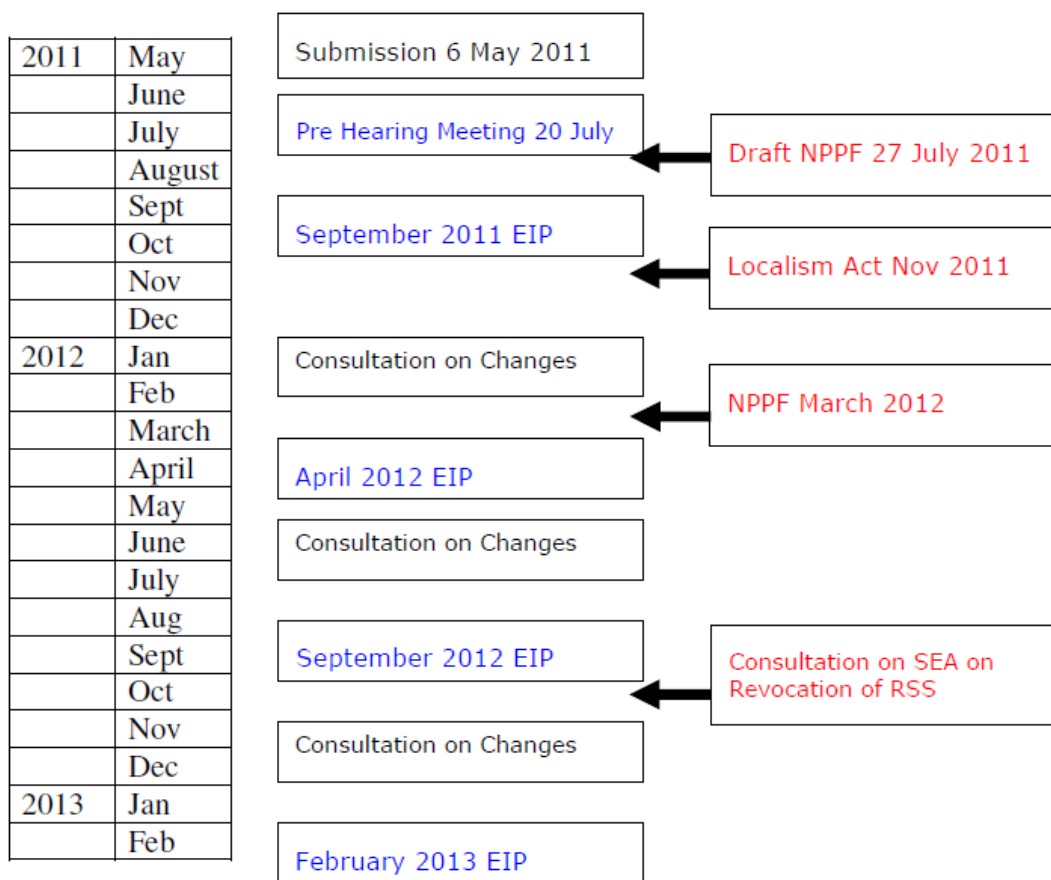 2011 May
June
July
August
Sept
Oct
Nov
Dec
2012 Jan
Feb
March
April
May
June
July
Aug
Sept
Oct
Nov
Dec
2013 Jan
Feb
Submission 6 May 2011
Pre Hearing Meeting 20 July
September 2011 EIP
Consultation on Changes
April 2012 EIP
Consultation on Changes
September 2012 EIP
Consultation on Changes
February 2013 EIP
Draft NPPF 27 July 2011
Localism Act Nov 2011
NPPF March 2012
Consultation on SEA on
Revocation of RSS